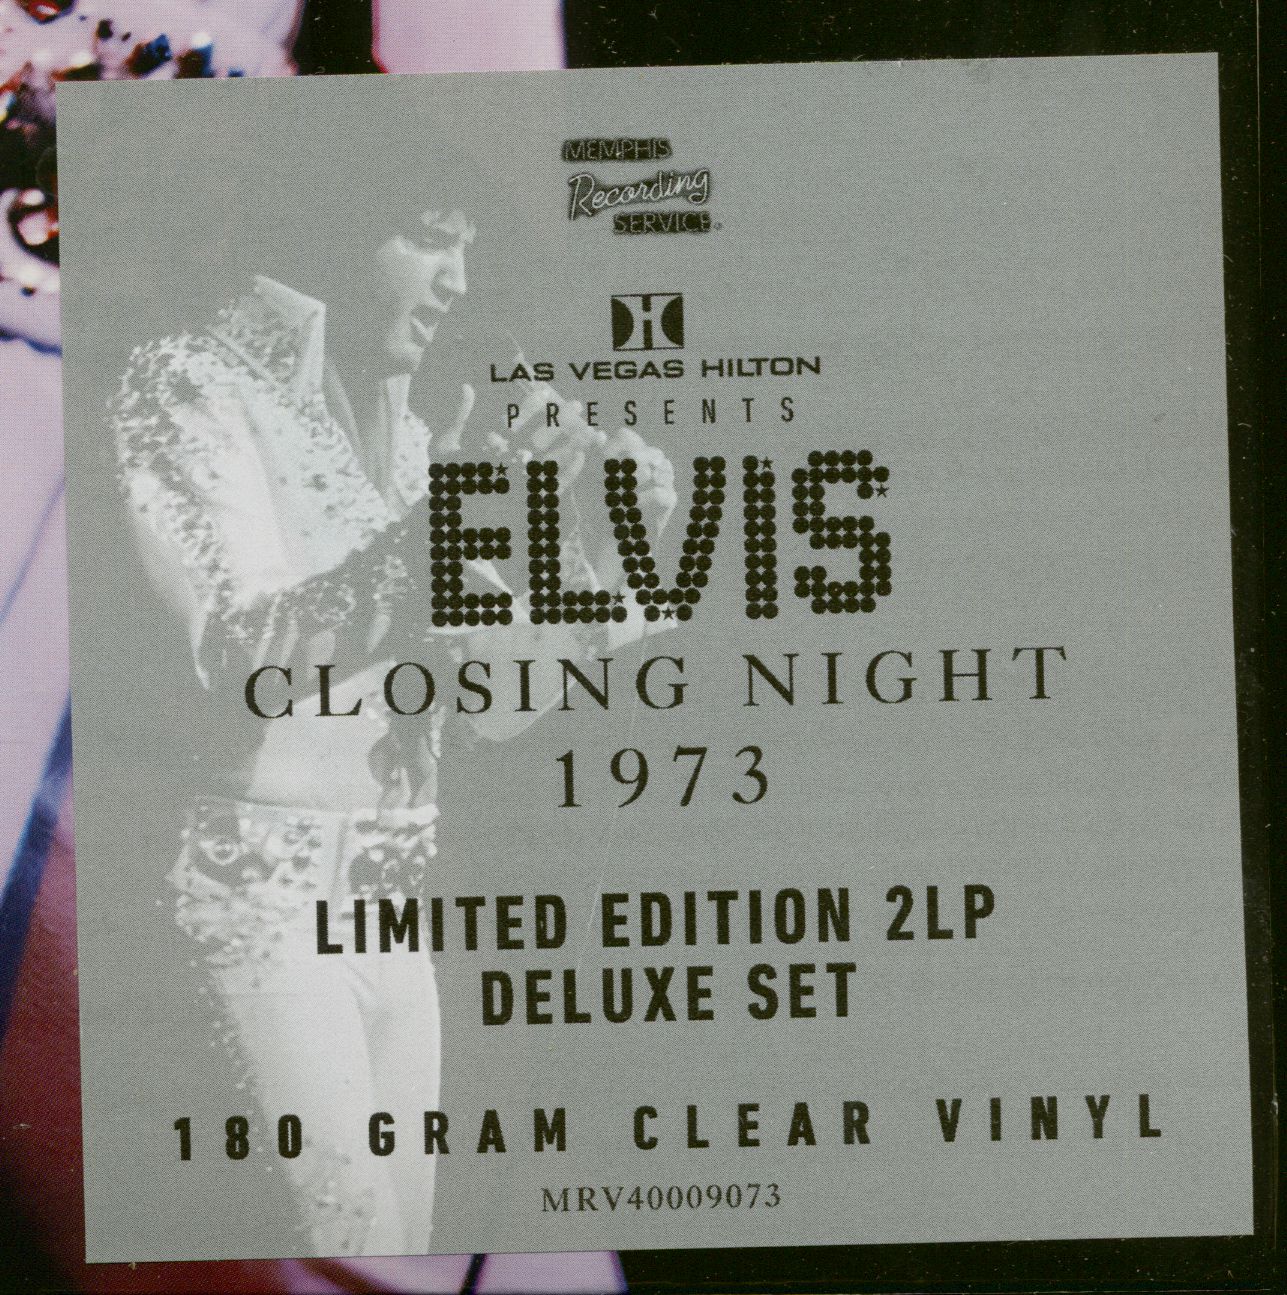 MEMPHIS
Recording
SERVICE
H
LAS VEGAS HILTON
PRESENTS
ELVIS
CLOSING NIGHT
1973
LIMITED EDITION 2LP
DELUXE SET
180 GRAM CLEAR VINYL
MRV40009073